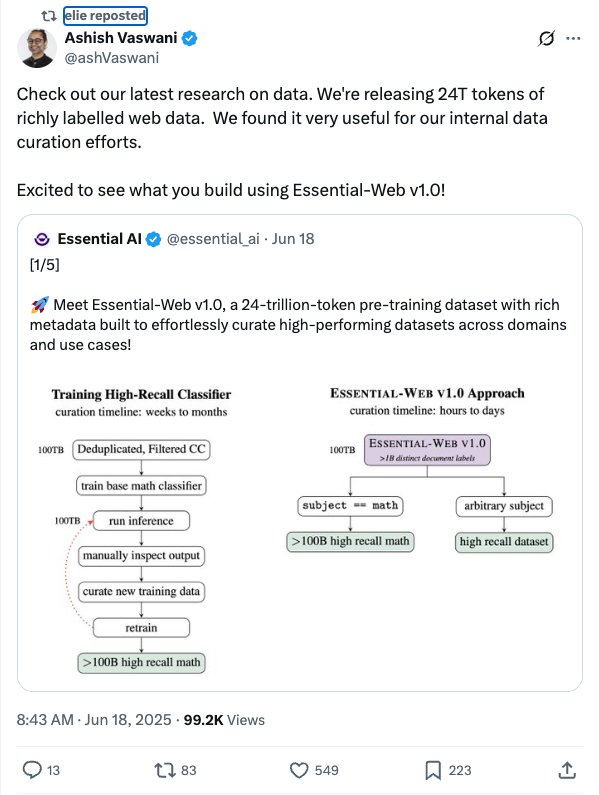 elie reposted
Ashish Vaswani
@ashVaswani
Check out our latest research on data. We're releasing 24T tokens of
richly labelled web data.  We found it very useful for our internal data
curation efforts.
Excited to see what you build using Essential-Web v1.0!
Essential AI @essential_ai · Jun 18
[1/5]
🚀 Meet Essential-Web v1.0, a 24-trillion-token pre-training dataset with rich
metadata built to effortlessly curate high-performing datasets across domains
and use cases!
Training High-Recall Classifier
curation timeline: weeks to months
100TB Deduplicated, Filtered CC
train base math classifier
100TB run inference
manually inspect output
curate new training data
retrain
>100B high recall math
ESSENTIAL-WEB V1.0 Approach
curation timeline: hours to days
100TB ESSENTIAL-WEB V1.0
>1B distinct document labels
subject == math
arbitrary subject
>100B high recall math
high recall dataset
8:43 AM · Jun 18, 2025 · 99.2K Views
13 83 549 223